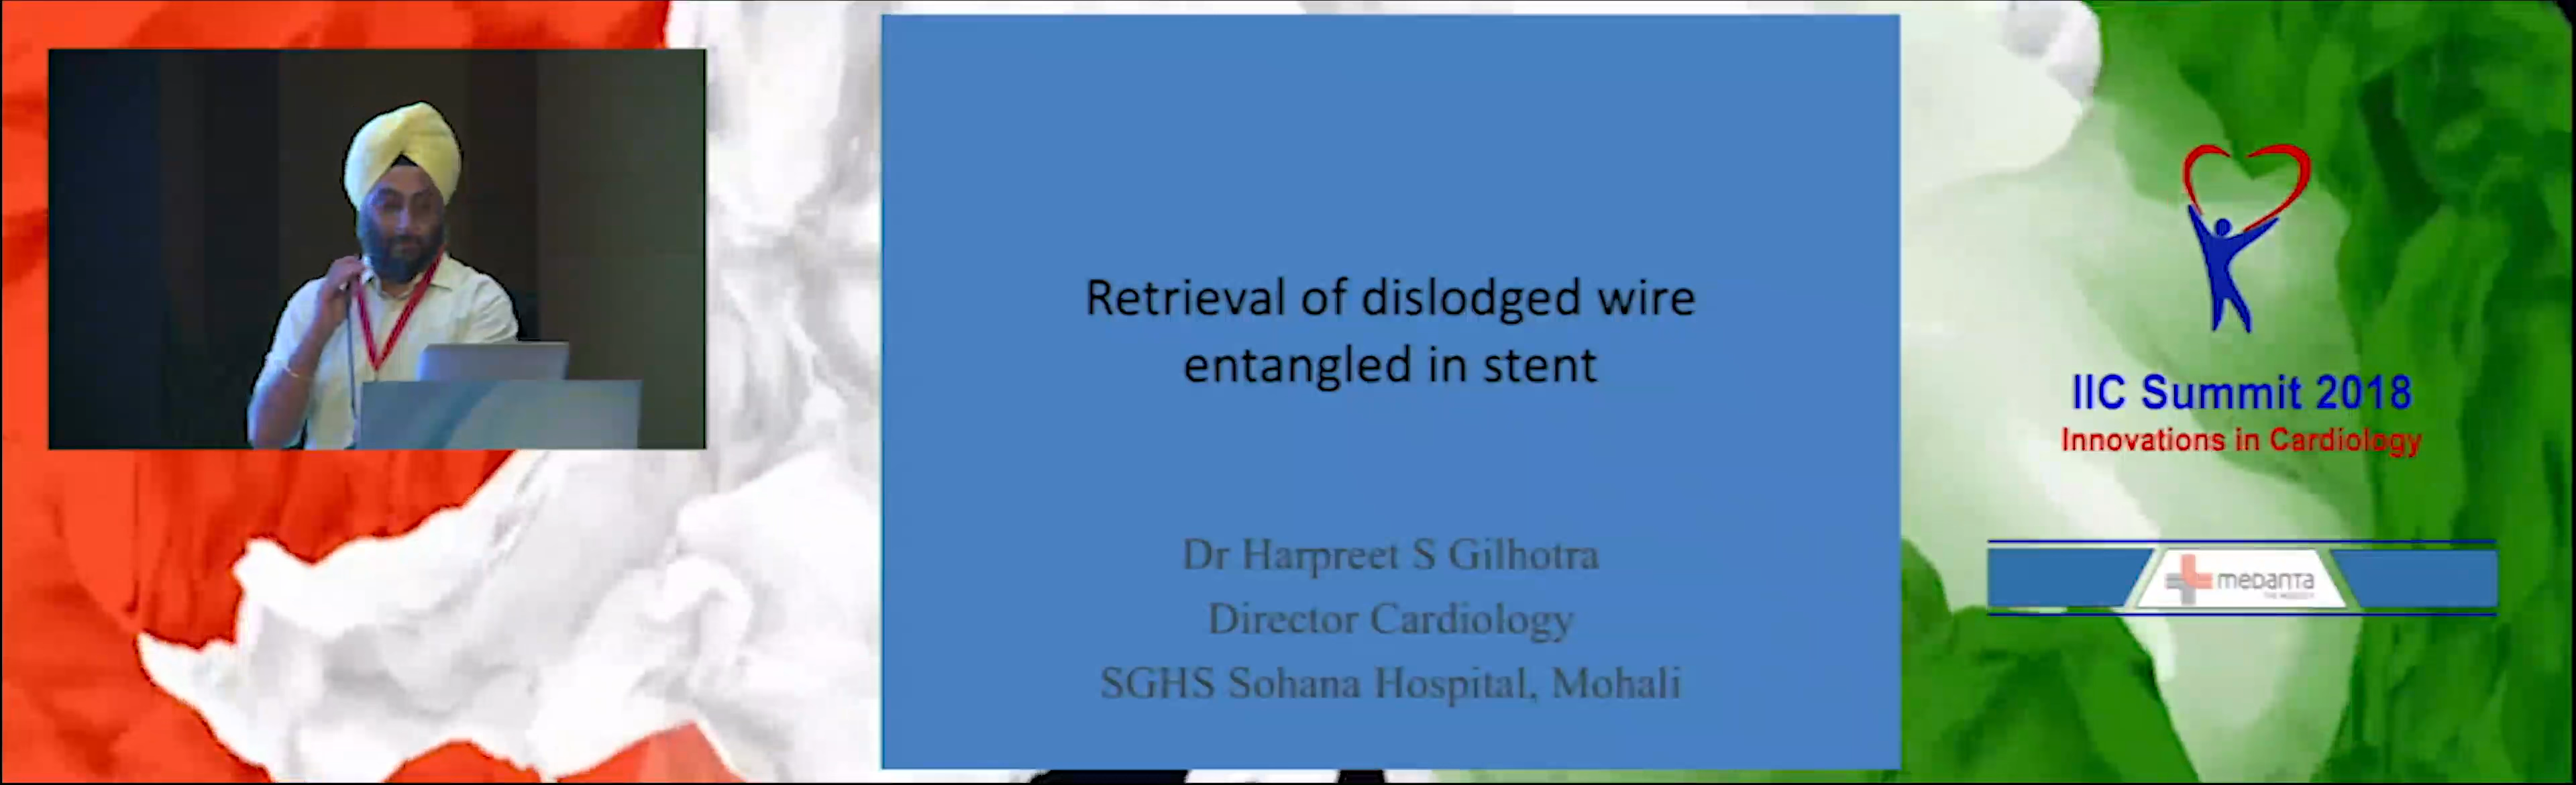 Retrieval of dislodged wire
entangled in stent
Dr Harpreet S Gilhotra
Director Cardiology
SGHS Sohana Hospital, Mohali
IIC Summit 2018
Innovations in Cardiology
medanta